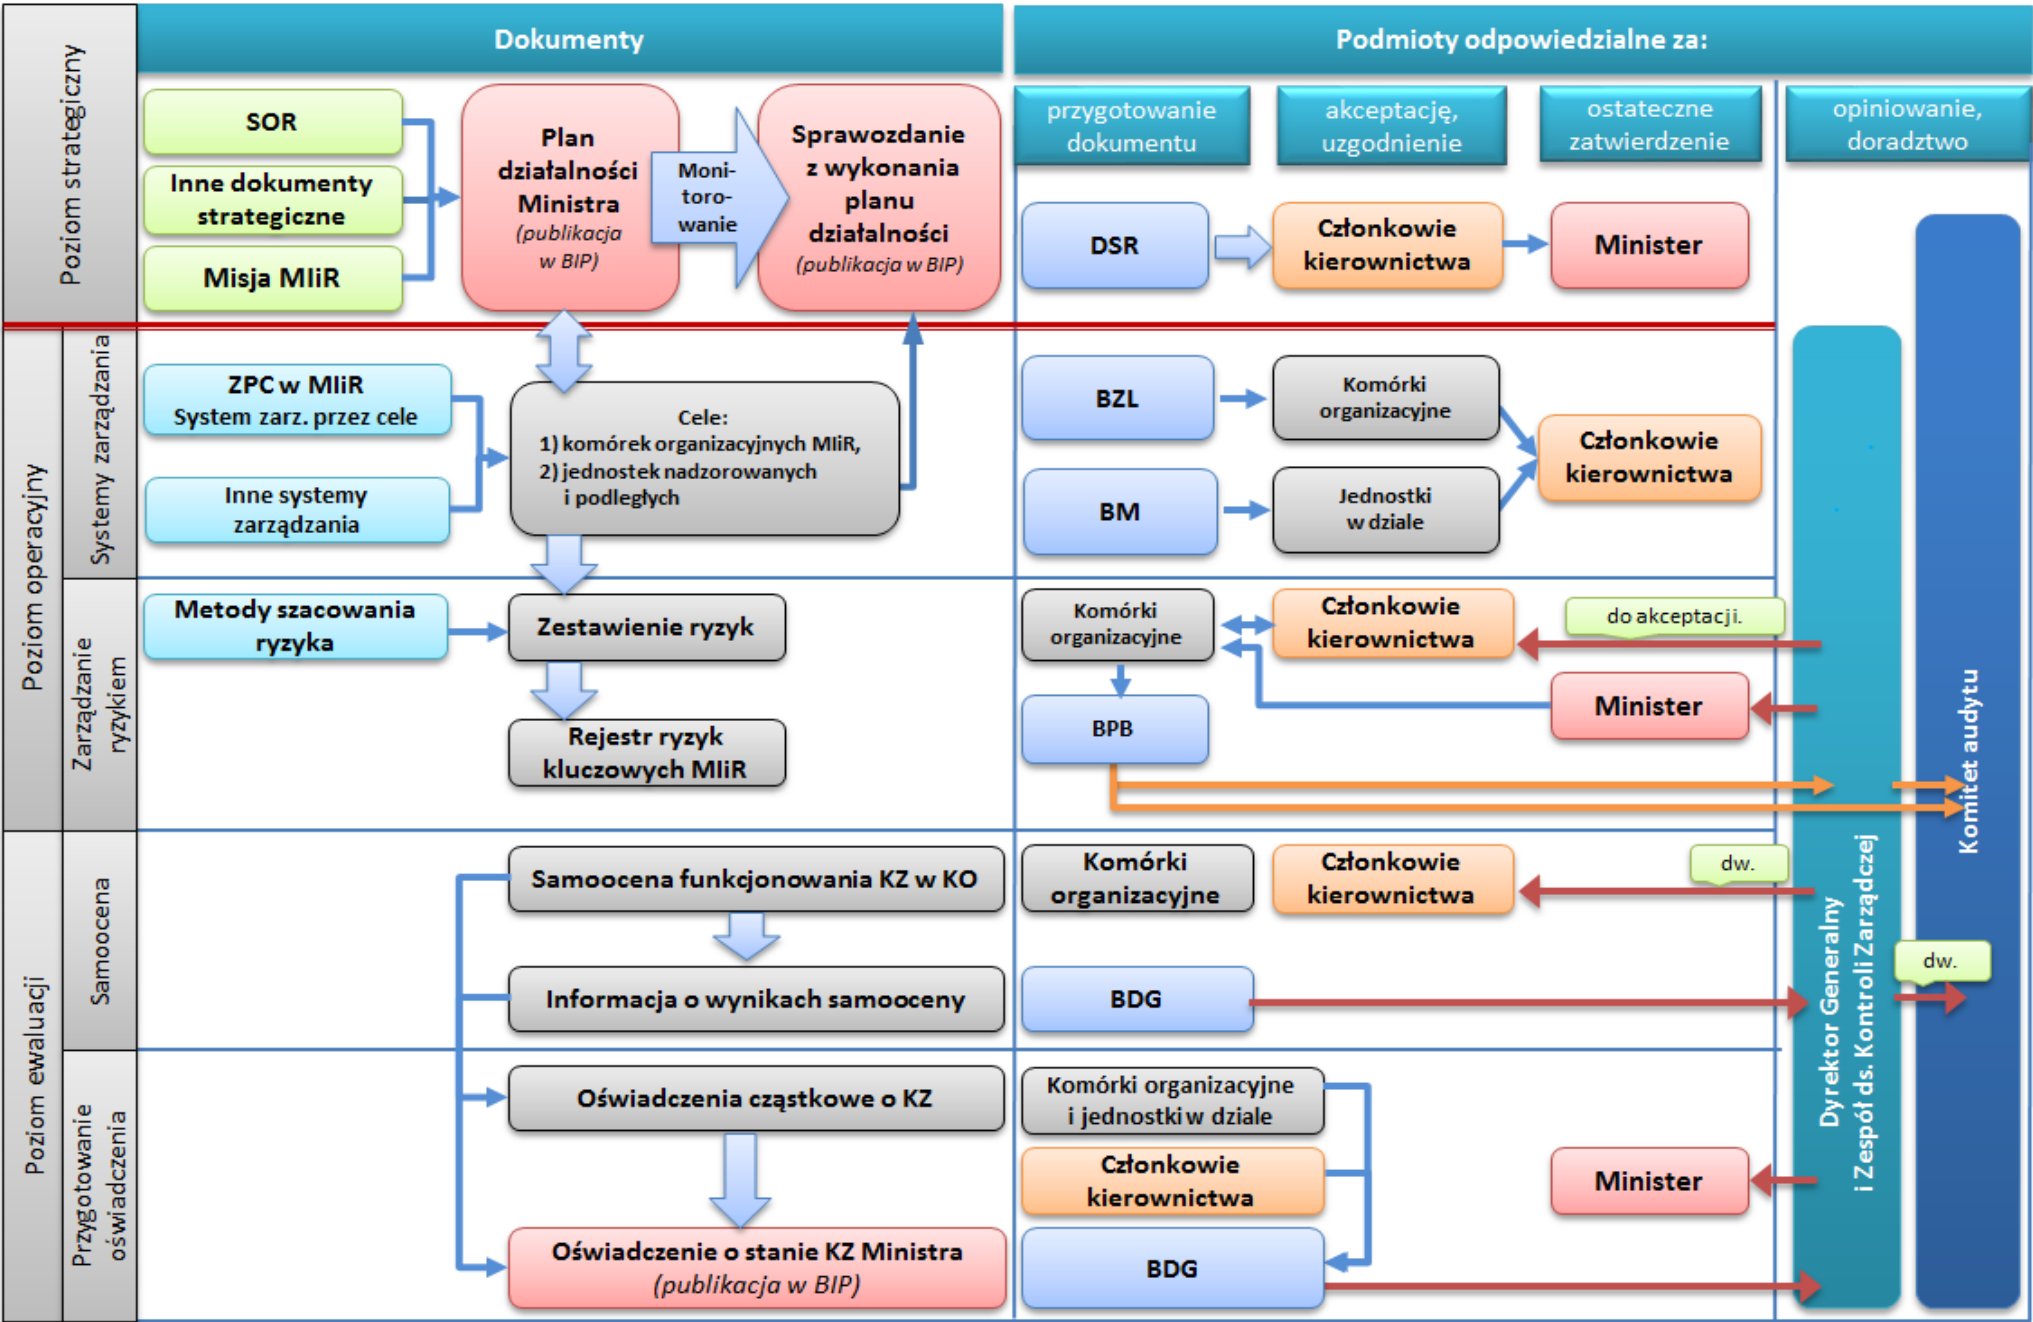 Dokumenty
Podmioty odpowiedzialne za:
przygotowanie
dokumentu
akceptację,
uzgodnienie
ostateczne
zatwierdzenie
opiniowanie,
doradztwo
Poziom strategiczny
SOR
Inne dokumenty
strategiczne
Misja MIiR
Plan
działalności
Ministra
(publikacja
w BIP)
Moni-
toro-
wanie
Sprawozdanie
z wykonania
planu
działalności
(publikacja w BIP)
DSR
Członkowie
kierownictwa
Minister
Poziom operacyjny
Systemy zarządzania
ZPC w MIiR
System zarz. przez cele
Inne systemy
zarządzania
Cele:
1) komórek organizacyjnych MIiR,
2) jednostek nadzorowanych
i podległych
BZL
Komórki
organizacyjne
BM
Jednostki
w dziale
Członkowie
kierownictwa
Zarządzanie
ryzykiem
Metody szacowania
ryzyka
Zestawienie ryzyk
Rejestr ryzyk
kluczowych MIiR
Komórki
organizacyjne
Członkowie
kierownictwa
do akceptacji.
Minister
BPB
Poziom ewaluacji
Samoocena
Samoocena funkcjonowania KZ w KO
Informacja o wynikach samooceny
Komórki
organizacyjne
Członkowie
kierownictwa
dw.
BDG
dw.
Przygotowanie
oświadczenia
Oświadczenia cząstkowe o KZ
Oświadczenie o stanie KZ Ministra
(publikacja w BIP)
Komórki organizacyjne
i jednostki w dziale
Członkowie
kierownictwa
BDG
Minister
Dyrektor Generalny
i Zespół ds. Kontroli Zarządczej
Komitet audytu